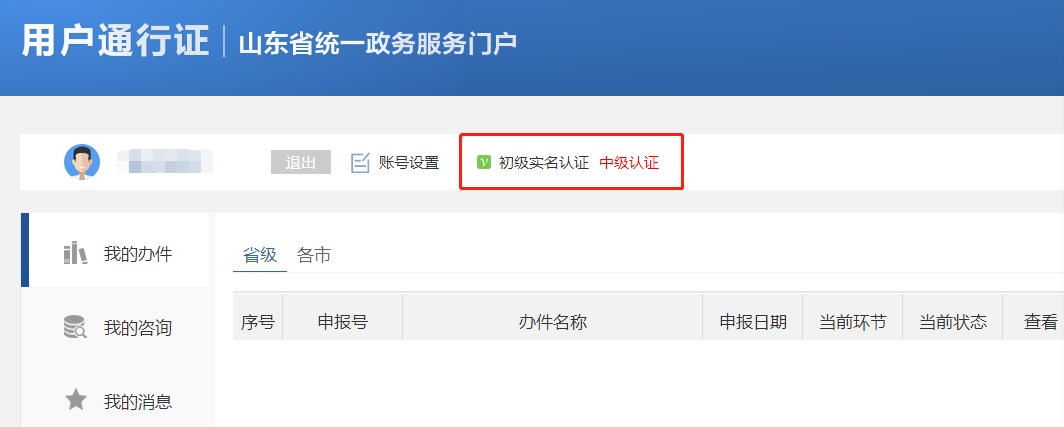 用户通行证 山东省统一政务服务门户
退出 账号设置 V 初级实名认证 中级认证
我的办件
省级 各市
序号 申报号 办件名称 申报日期 当前环节 当前状态 查看
我的咨询
我的消息